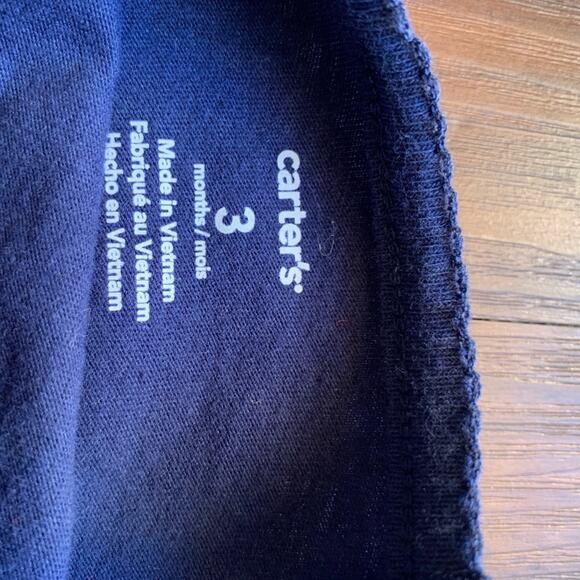 carter's
3
months / mois
Made in Vietnam
Fabriqué au Vietnam
Hecho en Vietnam